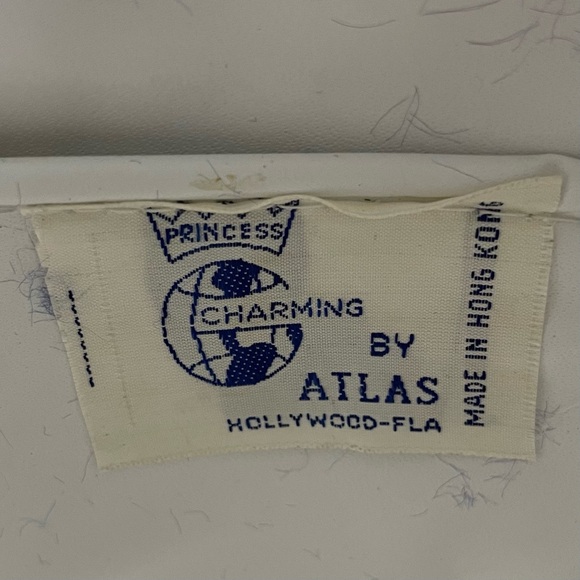 PRINCESS
CHARMING
BY
ATLAS
HOLLYWOOD-FLA
MADE IN HONG KONG